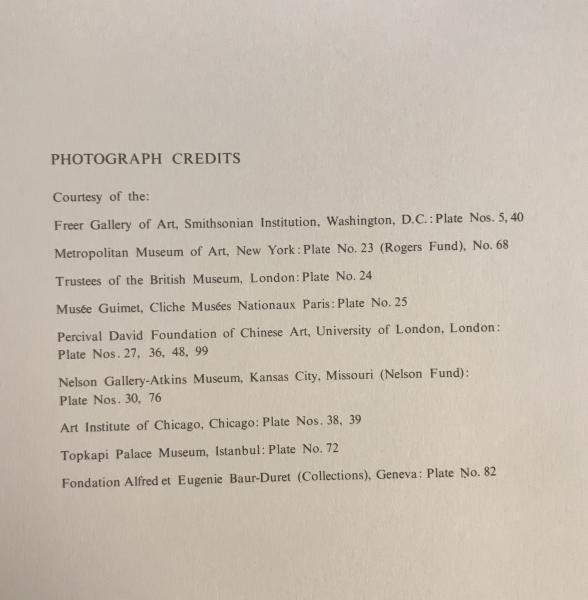 PHOTOGRAPH CREDITS
Courtesy of the:
Freer Gallery of Art, Smithsonian Institution, Washington, D.C.: Plate Nos. 5, 40
Metropolitan Museum of Art, New York: Plate No. 23 (Rogers Fund), No. 68
Trustees of the British Museum, London: Plate No. 24
Musée Guimet, Cliche Musées Nationaux Paris: Plate No. 25
Percival David Foundation of Chinese Art, University of London, London:
Plate Nos. 27, 36, 48, 99
Nelson Gallery-Atkins Museum, Kansas City, Missouri (Nelson Fund):
Plate Nos. 30, 76
Art Institute of Chicago, Chicago: Plate Nos. 38, 39
Topkapi Palace Museum, Istanbul: Plate No. 72
Fondation Alfred et Eugenie Baur-Duret (Collections), Geneva: Plate No. 82